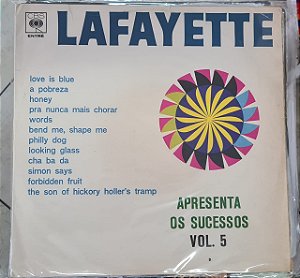 CBS
ENTRÉ
LAFAYETTE
love is blue
a pobreza
honey
pra nunca mais chorar
words
bend me, shape me
philly dog
looking glass
cha ba da
simon says
forbidden fruit
the son of hickory holler's tramp
APRESENTA
OS SUCESSOS
VOL. 5